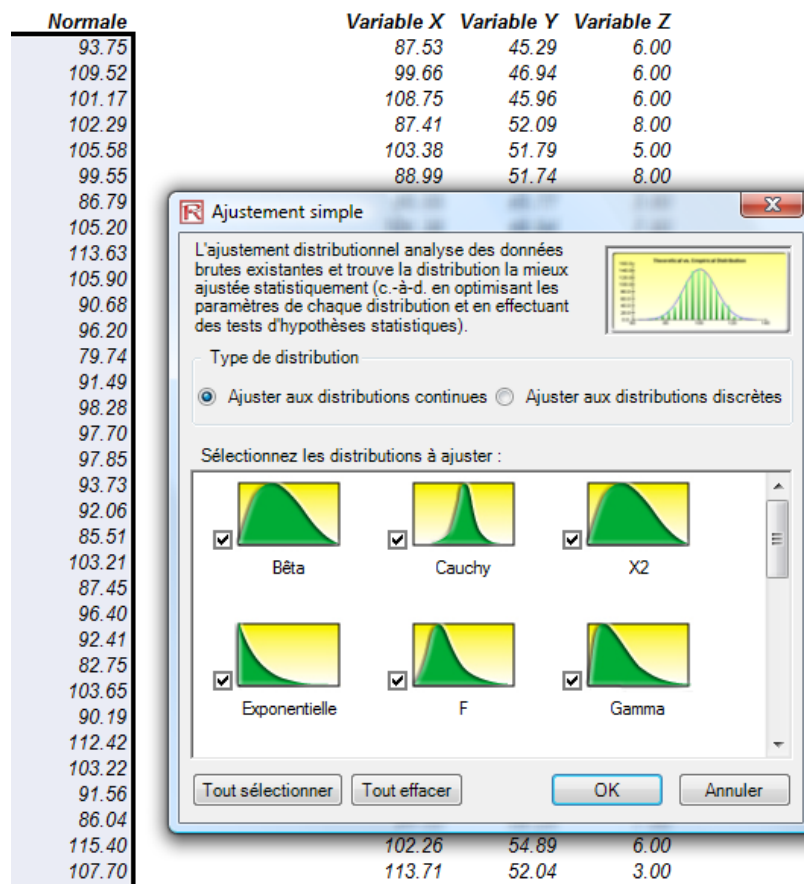 Normale Variable X Variable Y Variable Z
93.75 87.53 45.29 6.00
109.52 99.66 46.94 6.00
101.17 108.75 45.96 6.00
102.29 87.41 52.09 8.00
105.58 103.38 51.79 5.00
99.55 88.99 51.74 8.00
86.79
105.20
113.63
105.90
90.68
96.20
79.74
91.49
98.28
97.70
97.85
93.73
92.06
85.51
103.21
87.45
96.40
92.41
82.75
103.65
90.19
112.42
103.22
91.56
86.04
115.40 102.26 54.89 6.00
107.70 113.71 52.04 3.00
Ajustement simple
L'ajustement distributionnel analyse des données
brutes existantes et trouve la distribution la mieux
ajustée statistiquement (c.-à-d. en optimisant les
paramètres de chaque distribution et en effectuant
des tests d'hypothèses statistiques).
Type de distribution
Ajuster aux distributions continues Ajuster aux distributions discrètes
Sélectionnez les distributions à ajuster :
Bêta Cauchy X2
Exponentielle F Gamma
Tout sélectionner Tout effacer OK Annuler